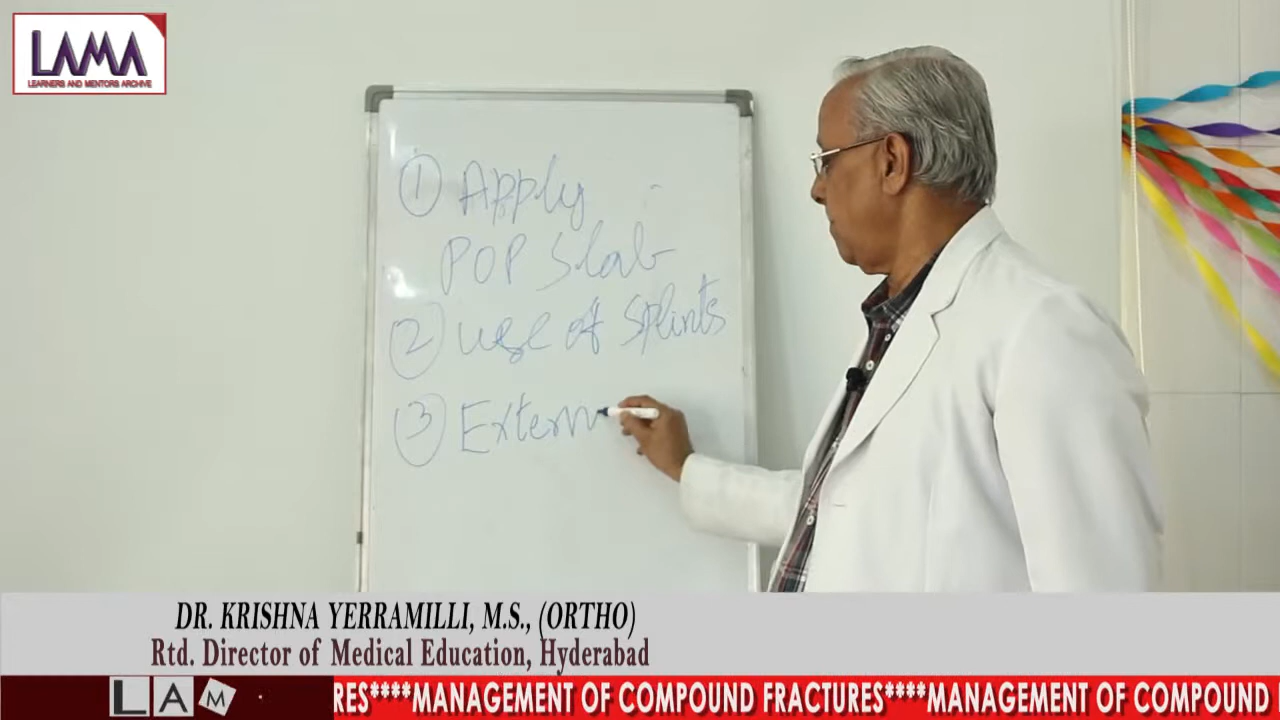 LAMA
LEARNERS AND MENTORS ARCHIVE
① Apply
POP Slab
② use of Splints
③ Extern
DR. KRISHNA YERRAMILLI, M.S., (ORTHO)
Rtd. Director of Medical Education, Hyderabad
LAM
RES****MANAGEMENT OF COMPOUND FRACTURES****MANAGEMENT OF COMPOUND